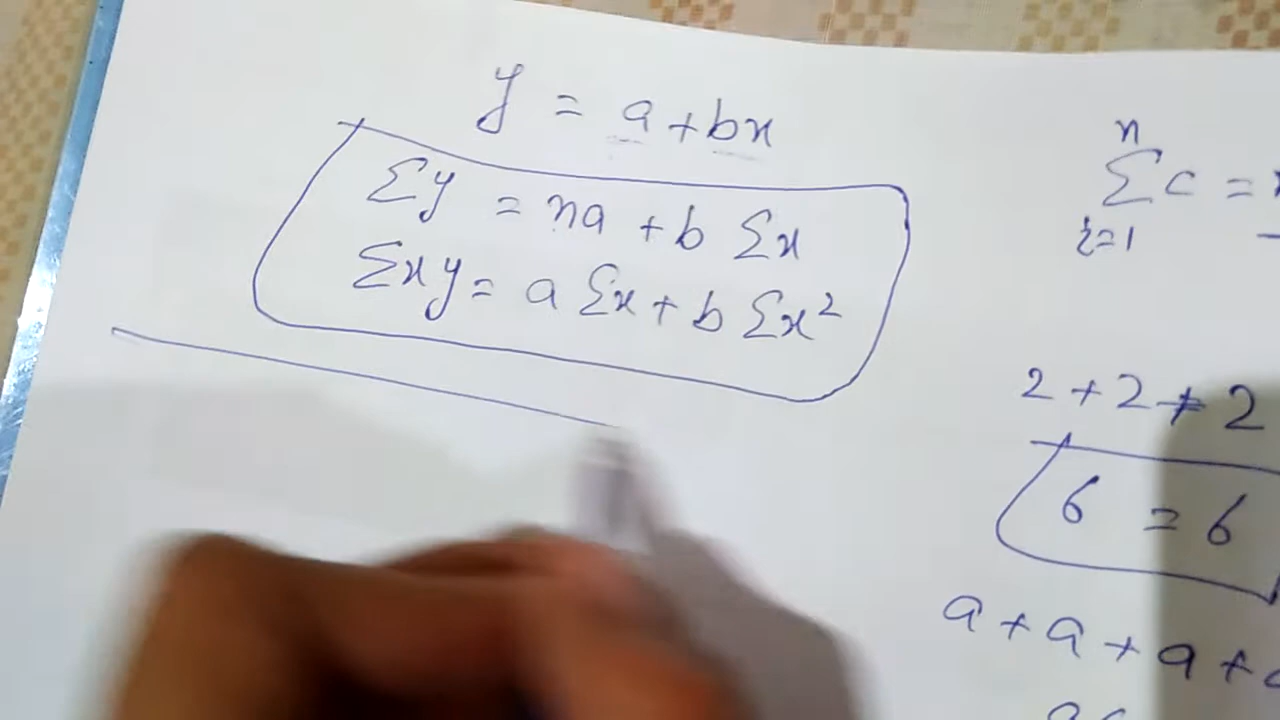 y = a + bx
Σy = na + b Σx
Σxy = a Σx + b Σx²
n
Σ c =
i=1
2 + 2 + 2
6 = 6
a + a + a +